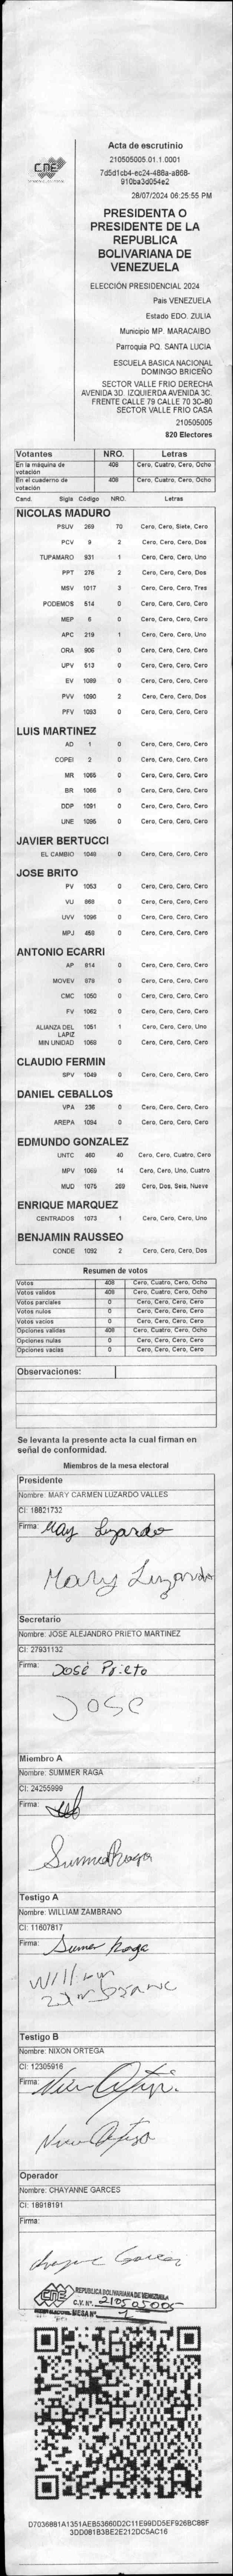 CNE
Acta de escrutinio
210505005.01.1.0001
7d5d1cb4-ec24-488a-a868-
910ba3d054e2
28/07/2024 06:25:55 PM
PRESIDENTA O
PRESIDENTE DE LA
REPUBLICA
BOLIVARIANA DE
VENEZUELA
ELECCIÓN PRESIDENCIAL 2024
Pais VENEZUELA
Estado EDO. ZULIA
Municipio MP. MARACAIBO
Parroquia PQ. SANTA LUCIA
ESCUELA BASICA NACIONAL
DOMINGO BRICEÑO
SECTOR VALLE FRIO DERECHA
AVENIDA 3D. IZQUIERDA AVENIDA 3C.
FRENTE CALLE 79 CALLE 70 3C-80
SECTOR VALLE FRIO CASA
210505005
820 Electores
Votantes NRO. Letras
En la máquina de votación 408 Cero, Cuatro, Cero, Ocho
En el cuaderno de votación 408 Cero, Cuatro, Cero, Ocho
Cand. Sigla Código NRO. Letras
NICOLAS MADURO
PSUV 269 70 Cero, Cero, Siete, Cero
PCV 9 2 Cero, Cero, Cero, Dos
TUPAMARO 931 1 Cero, Cero, Cero, Uno
PPT 276 2 Cero, Cero, Cero, Dos
MSV 1017 3 Cero, Cero, Cero, Tres
PODEMOS 514 0 Cero, Cero, Cero, Cero
MEP 6 0 Cero, Cero, Cero, Cero
APC 219 1 Cero, Cero, Cero, Uno
ORA 906 0 Cero, Cero, Cero, Cero
UPV 513 0 Cero, Cero, Cero, Cero
EV 1089 0 Cero, Cero, Cero, Cero
PVV 1090 2 Cero, Cero, Cero, Dos
PFV 1093 0 Cero, Cero, Cero, Cero
LUIS MARTINEZ
AD 1 0 Cero, Cero, Cero, Cero
COPEI 2 0 Cero, Cero, Cero, Cero
MR 1065 0 Cero, Cero, Cero, Cero
BR 1066 0 Cero, Cero, Cero, Cero
DDP 1091 0 Cero, Cero, Cero, Cero
UNE 1095 0 Cero, Cero, Cero, Cero
JAVIER BERTUCCI
EL CAMBIO 1048 0 Cero, Cero, Cero, Cero
JOSE BRITO
PV 1053 0 Cero, Cero, Cero, Cero
VU 868 0 Cero, Cero, Cero, Cero
UVV 1096 0 Cero, Cero, Cero, Cero
MPJ 458 0 Cero, Cero, Cero, Cero
ANTONIO ECARRI
AP 814 0 Cero, Cero, Cero, Cero
MOVEV 879 0 Cero, Cero, Cero, Cero
CMC 1050 0 Cero, Cero, Cero, Cero
FV 1062 0 Cero, Cero, Cero, Cero
ALIANZA DEL LAPIZ 1051 1 Cero, Cero, Cero, Uno
MIN UNIDAD 1058 0 Cero, Cero, Cero, Cero
CLAUDIO FERMIN
SPV 1049 0 Cero, Cero, Cero, Cero
DANIEL CEBALLOS
VPA 236 0 Cero, Cero, Cero, Cero
AREPA 1094 0 Cero, Cero, Cero, Cero
EDMUNDO GONZALEZ
UNTC 460 40 Cero, Cero, Cuatro, Cero
MPV 1069 14 Cero, Cero, Uno, Cuatro
MUD 1075 269 Cero, Dos, Seis, Nueve
ENRIQUE MARQUEZ
CENTRADOS 1073 1 Cero, Cero, Cero, Uno
BENJAMIN RAUSSEO
CONDE 1092 2 Cero, Cero, Cero, Dos
Resumen de votos
Votos 408 Cero, Cuatro, Cero, Ocho
Votos validos 408 Cero, Cuatro, Cero, Ocho
Votos parciales 0 Cero, Cero, Cero, Cero
Votos nulos 0 Cero, Cero, Cero, Cero
Votos vacios 0 Cero, Cero, Cero, Cero
Opciones validas 408 Cero, Cuatro, Cero, Ocho
Opciones nulas 0 Cero, Cero, Cero, Cero
Opciones vacías 0 Cero, Cero, Cero, Cero
Observaciones:
Se levanta la presente acta la cual firman en
señal de conformidad.
Miembros de la mesa electoral
Presidente
Nombre: MARY CARMEN LUZARDO VALLES
CI: 18821732
Firma: May Luzardo
Mary Luzardo
Secretario
Nombre: JOSE ALEJANDRO PRIETO MARTINEZ
CI: 27931132
Firma: José Prieto
JOSE
Miembro A
Nombre: SUMMER RAGA
CI: 24255999
Firma:
Summer Raga
Testigo A
Nombre: WILLIAM ZAMBRANO
CI: 11607817
Firma: Sumer Raga
William
Zambrano
Testigo B
Nombre: NIXON ORTEGA
CI: 12305916
Firma:
Operador
Nombre: CHAYANNE GARCES
CI: 18918191
Firma:
CNE REPUBLICA BOLIVARIANA DE VENEZUELA
C.V. Nº. 210505005
MESA Nº 1
D7036881A1351AEB53660D2C11E99DD5EF926BC86F
3DD081B3BE2E212DC5AC16